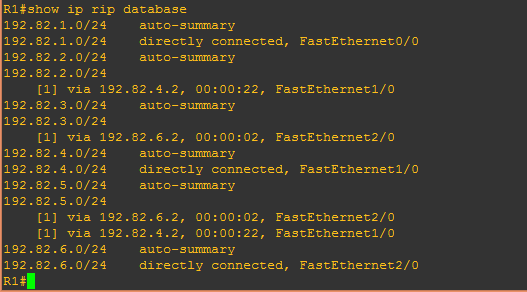 R1#show ip rip database
192.82.1.0/24    auto-summary
192.82.1.0/24    directly connected, FastEthernet0/0
192.82.2.0/24    auto-summary
192.82.2.0/24
    [1] via 192.82.4.2, 00:00:22, FastEthernet1/0
192.82.3.0/24    auto-summary
192.82.3.0/24
    [1] via 192.82.6.2, 00:00:02, FastEthernet2/0
192.82.4.0/24    auto-summary
192.82.4.0/24    directly connected, FastEthernet1/0
192.82.5.0/24    auto-summary
192.82.5.0/24
    [1] via 192.82.6.2, 00:00:02, FastEthernet2/0
    [1] via 192.82.4.2, 00:00:22, FastEthernet1/0
192.82.6.0/24    auto-summary
192.82.6.0/24    directly connected, FastEthernet2/0
R1#